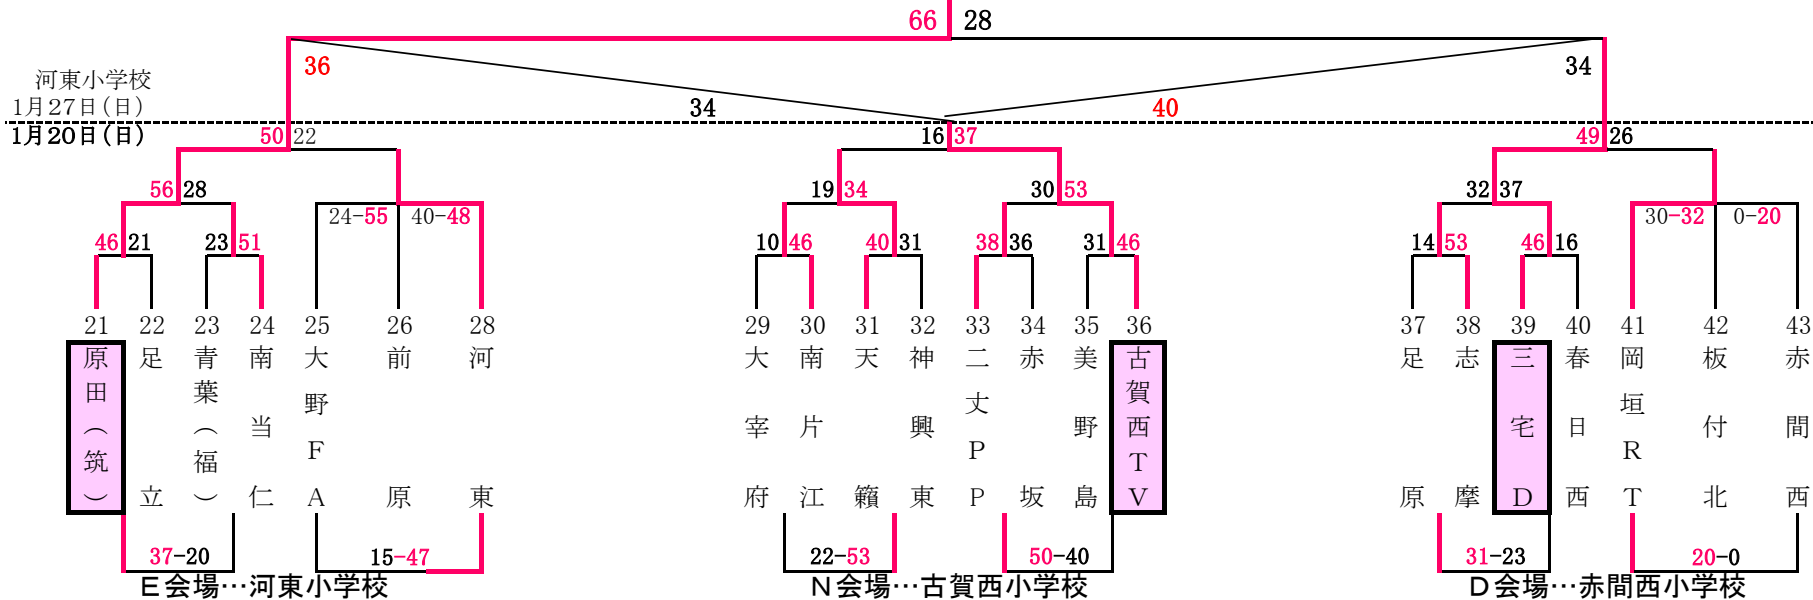 66 28
36 34
河東小学校
1月27日(日)
34 40
1月20日(日)
50 22 16 37 49 26
56 28 19 34 30 53 32 37
24-55 40-48 30-32 0-20
46 21 23 51 10 46 40 31 38 36 31 46 14 53 46 16
21 22 23 24 25 26 28 29 30 31 32 33 34 35 36 37 38 39 40 41 42 43
原田(筑)
足立
青葉(福)
南当仁
大野FA
前原
河東
大宰府
南片江
天籟
神興東
二丈PP
赤坂
美野島
古賀西TV
足原
志摩
三宅D
春日西
岡垣RT
板付北
赤間西
37-20 15-47 22-53 50-40 31-23 20-0
E会場…河東小学校 N会場…古賀西小学校 D会場…赤間西小学校